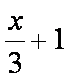 x/3 + 1